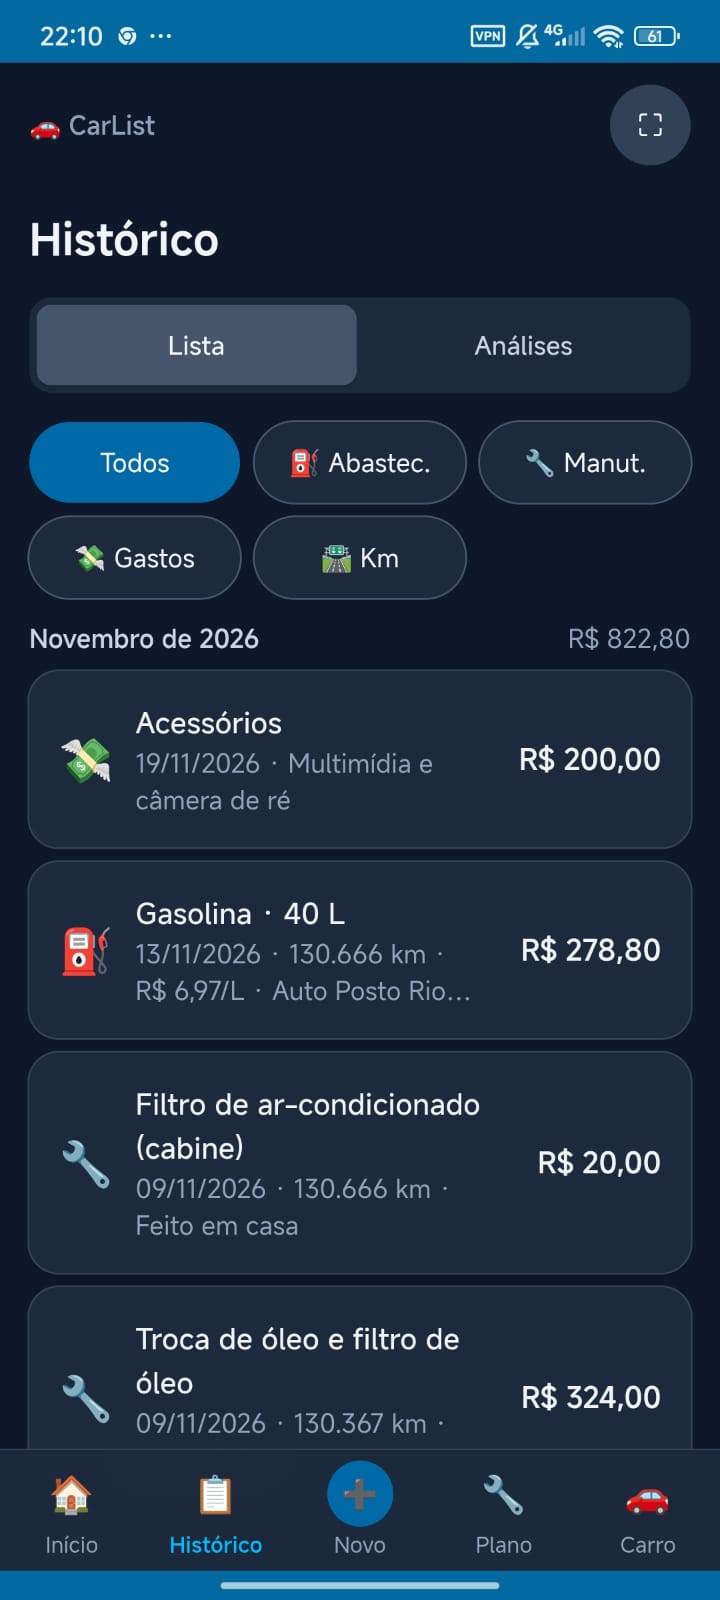 22:10
VPN 4G 61
CarList
Histórico
Lista Análises
Todos Abastec. Manut.
Gastos Km
Novembro de 2026 R$ 822,80
Acessórios
19/11/2026 · Multimídia e
câmera de ré
R$ 200,00
Gasolina · 40 L
13/11/2026 · 130.666 km ·
R$ 6,97/L · Auto Posto Rio...
R$ 278,80
Filtro de ar-condicionado
(cabine)
09/11/2026 · 130.666 km ·
Feito em casa
R$ 20,00
Troca de óleo e filtro de
óleo
09/11/2026 · 130.367 km ·
R$ 324,00
Início Histórico Novo Plano Carro